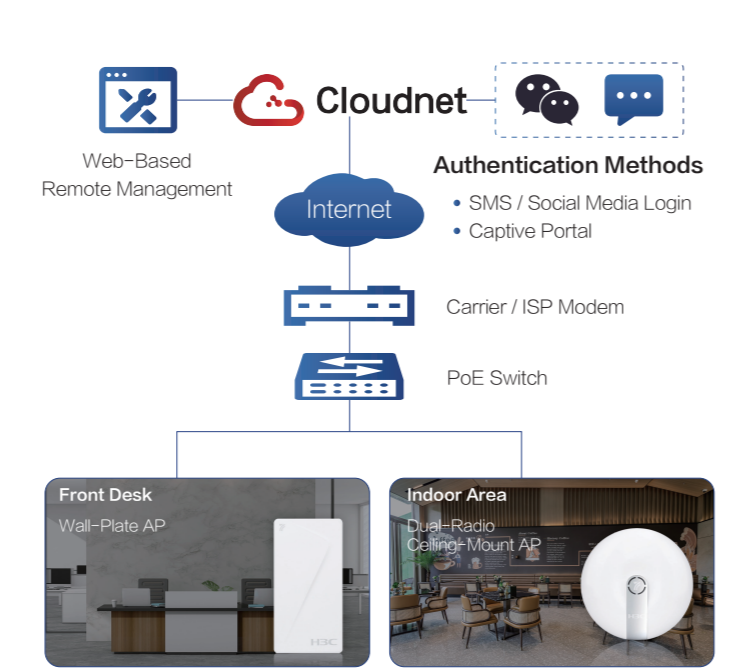 Cloudnet
Web-Based
Remote Management
Authentication Methods
• SMS / Social Media Login
• Captive Portal
Internet
Carrier / ISP Modem
PoE Switch
Front Desk
Wall-Plate AP
H3C
Indoor Area
Dual-Radio
Ceiling-Mount AP